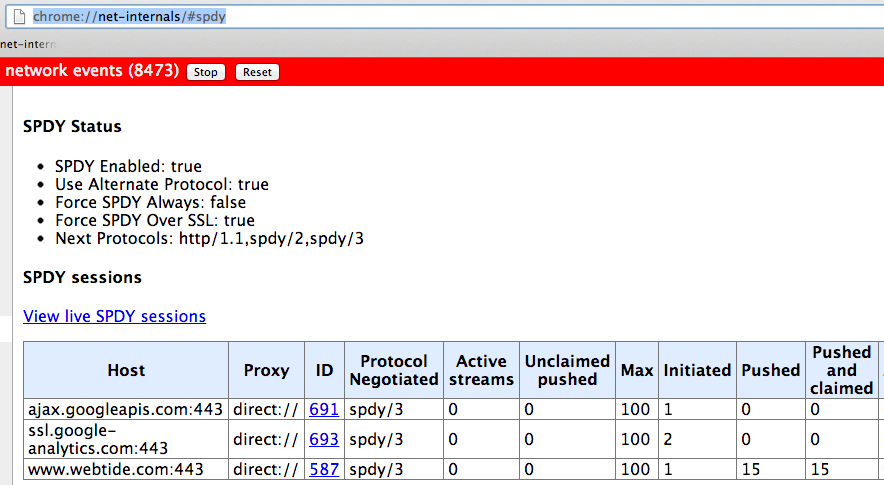 chrome://net-internals/#spdy
net-intern
network events (8473) Stop Reset
SPDY Status
• SPDY Enabled: true
• Use Alternate Protocol: true
• Force SPDY Always: false
• Force SPDY Over SSL: true
• Next Protocols: http/1.1,spdy/2,spdy/3
SPDY sessions
View live SPDY sessions
Host Proxy ID Protocol Negotiated Active streams Unclaimed pushed Max Initiated Pushed Pushed and claimed
ajax.googleapis.com:443 direct:// 691 spdy/3 0 0 100 1 0 0
ssl.google-
analytics.com:443 direct:// 693 spdy/3 0 0 100 2 0 0
www.webtide.com:443 direct:// 587 spdy/3 0 0 100 1 15 15